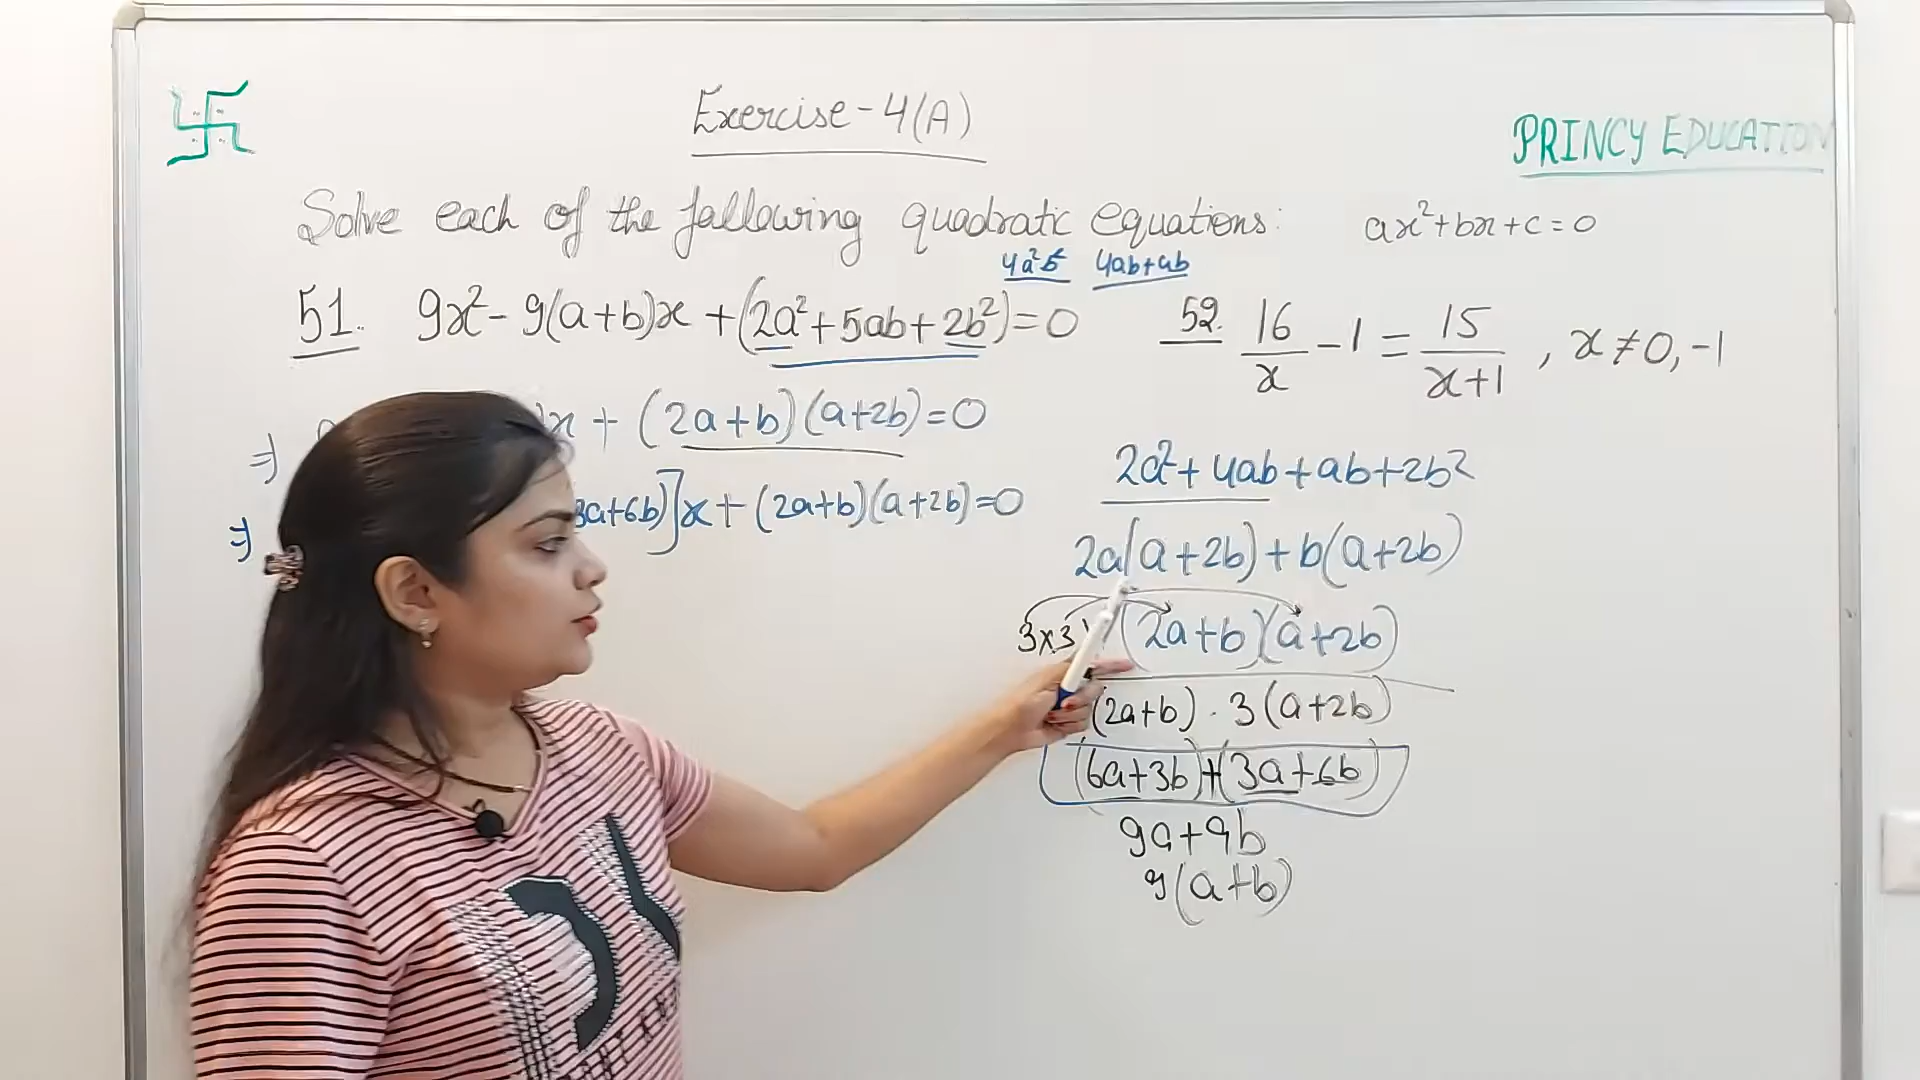 Exercise-4(A)
PRINCY EDUCATION
Solve each of the following quadratic equations: ax²+bx+c=0
4a²b² 4ab+ab
51. 9x²-9(a+b)x+(2a²+5ab+2b²)=0
52. 16/x -1 = 15/(x+1), x≠0,-1
⇒ x+(2a+b)(a+2b)=0
⇒ 3a+6b)]x+(2a+b)(a+2b)=0
2a²+4ab+ab+2b²
2a(a+2b)+b(a+2b)
3x3 (2a+b)(a+2b)
(2a+b).3(a+2b)
(6a+3b)+(3a+6b)
9a+9b
9(a+b)